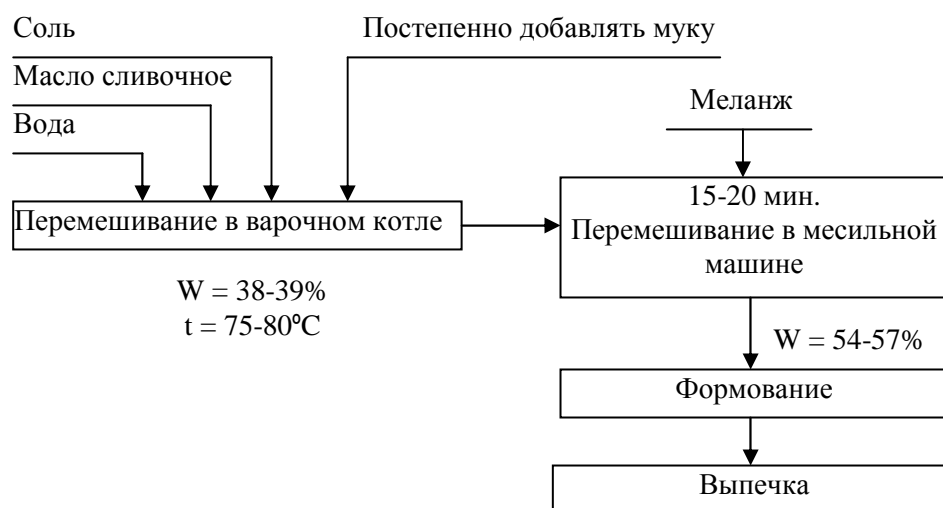 Соль
Постепенно добавлять муку
Масло сливочное
Меланж
Вода
15-20 мин.
Перемешивание в месильной
машине
Перемешивание в варочном котле
W = 38-39%
t = 75-80ºС
W = 54-57%
Формование
Выпечка